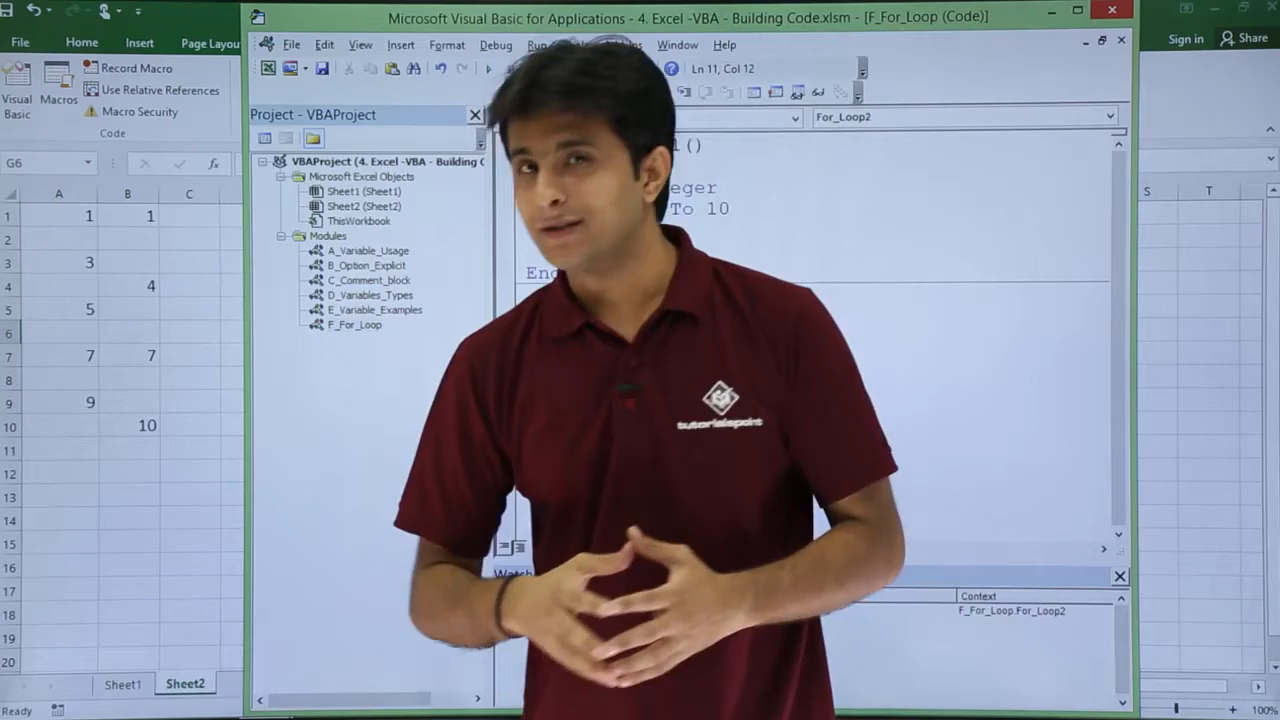 Microsoft Visual Basic for Applications - 4. Excel -VBA - Building Code.xlsm - [F_For_Loop (Code)]
File Home Insert Page Layou
Sign in Share
File Edit View Insert Format Debug Run Window Help
Record Macro
Use Relative References
Macro Security
Visual Basic
Macros
Code
Ln 11, Col 12
Project - VBAProject
For_Loop2
G6
fx
VBAProject (4. Excel -VBA - Building C
Microsoft Excel Objects
Sheet1 (Sheet1)
Sheet2 (Sheet2)
ThisWorkbook
Modules
A_Variable_Usage
B_Option_Explicit
C_Comment_block
D_Variables_Types
E_Variable_Examples
F_For_Loop
1()
eger
To 10
End
A B C S T
1 1 1
2
3 3
4 4
5 5
6
7 7 7
8
9 9
10 10
11
12
13
14
15
16
17
18
19
20
tutorialspoint
Watch
Context
F_For_Loop.For_Loop2
Sheet1 Sheet2
Ready
100%